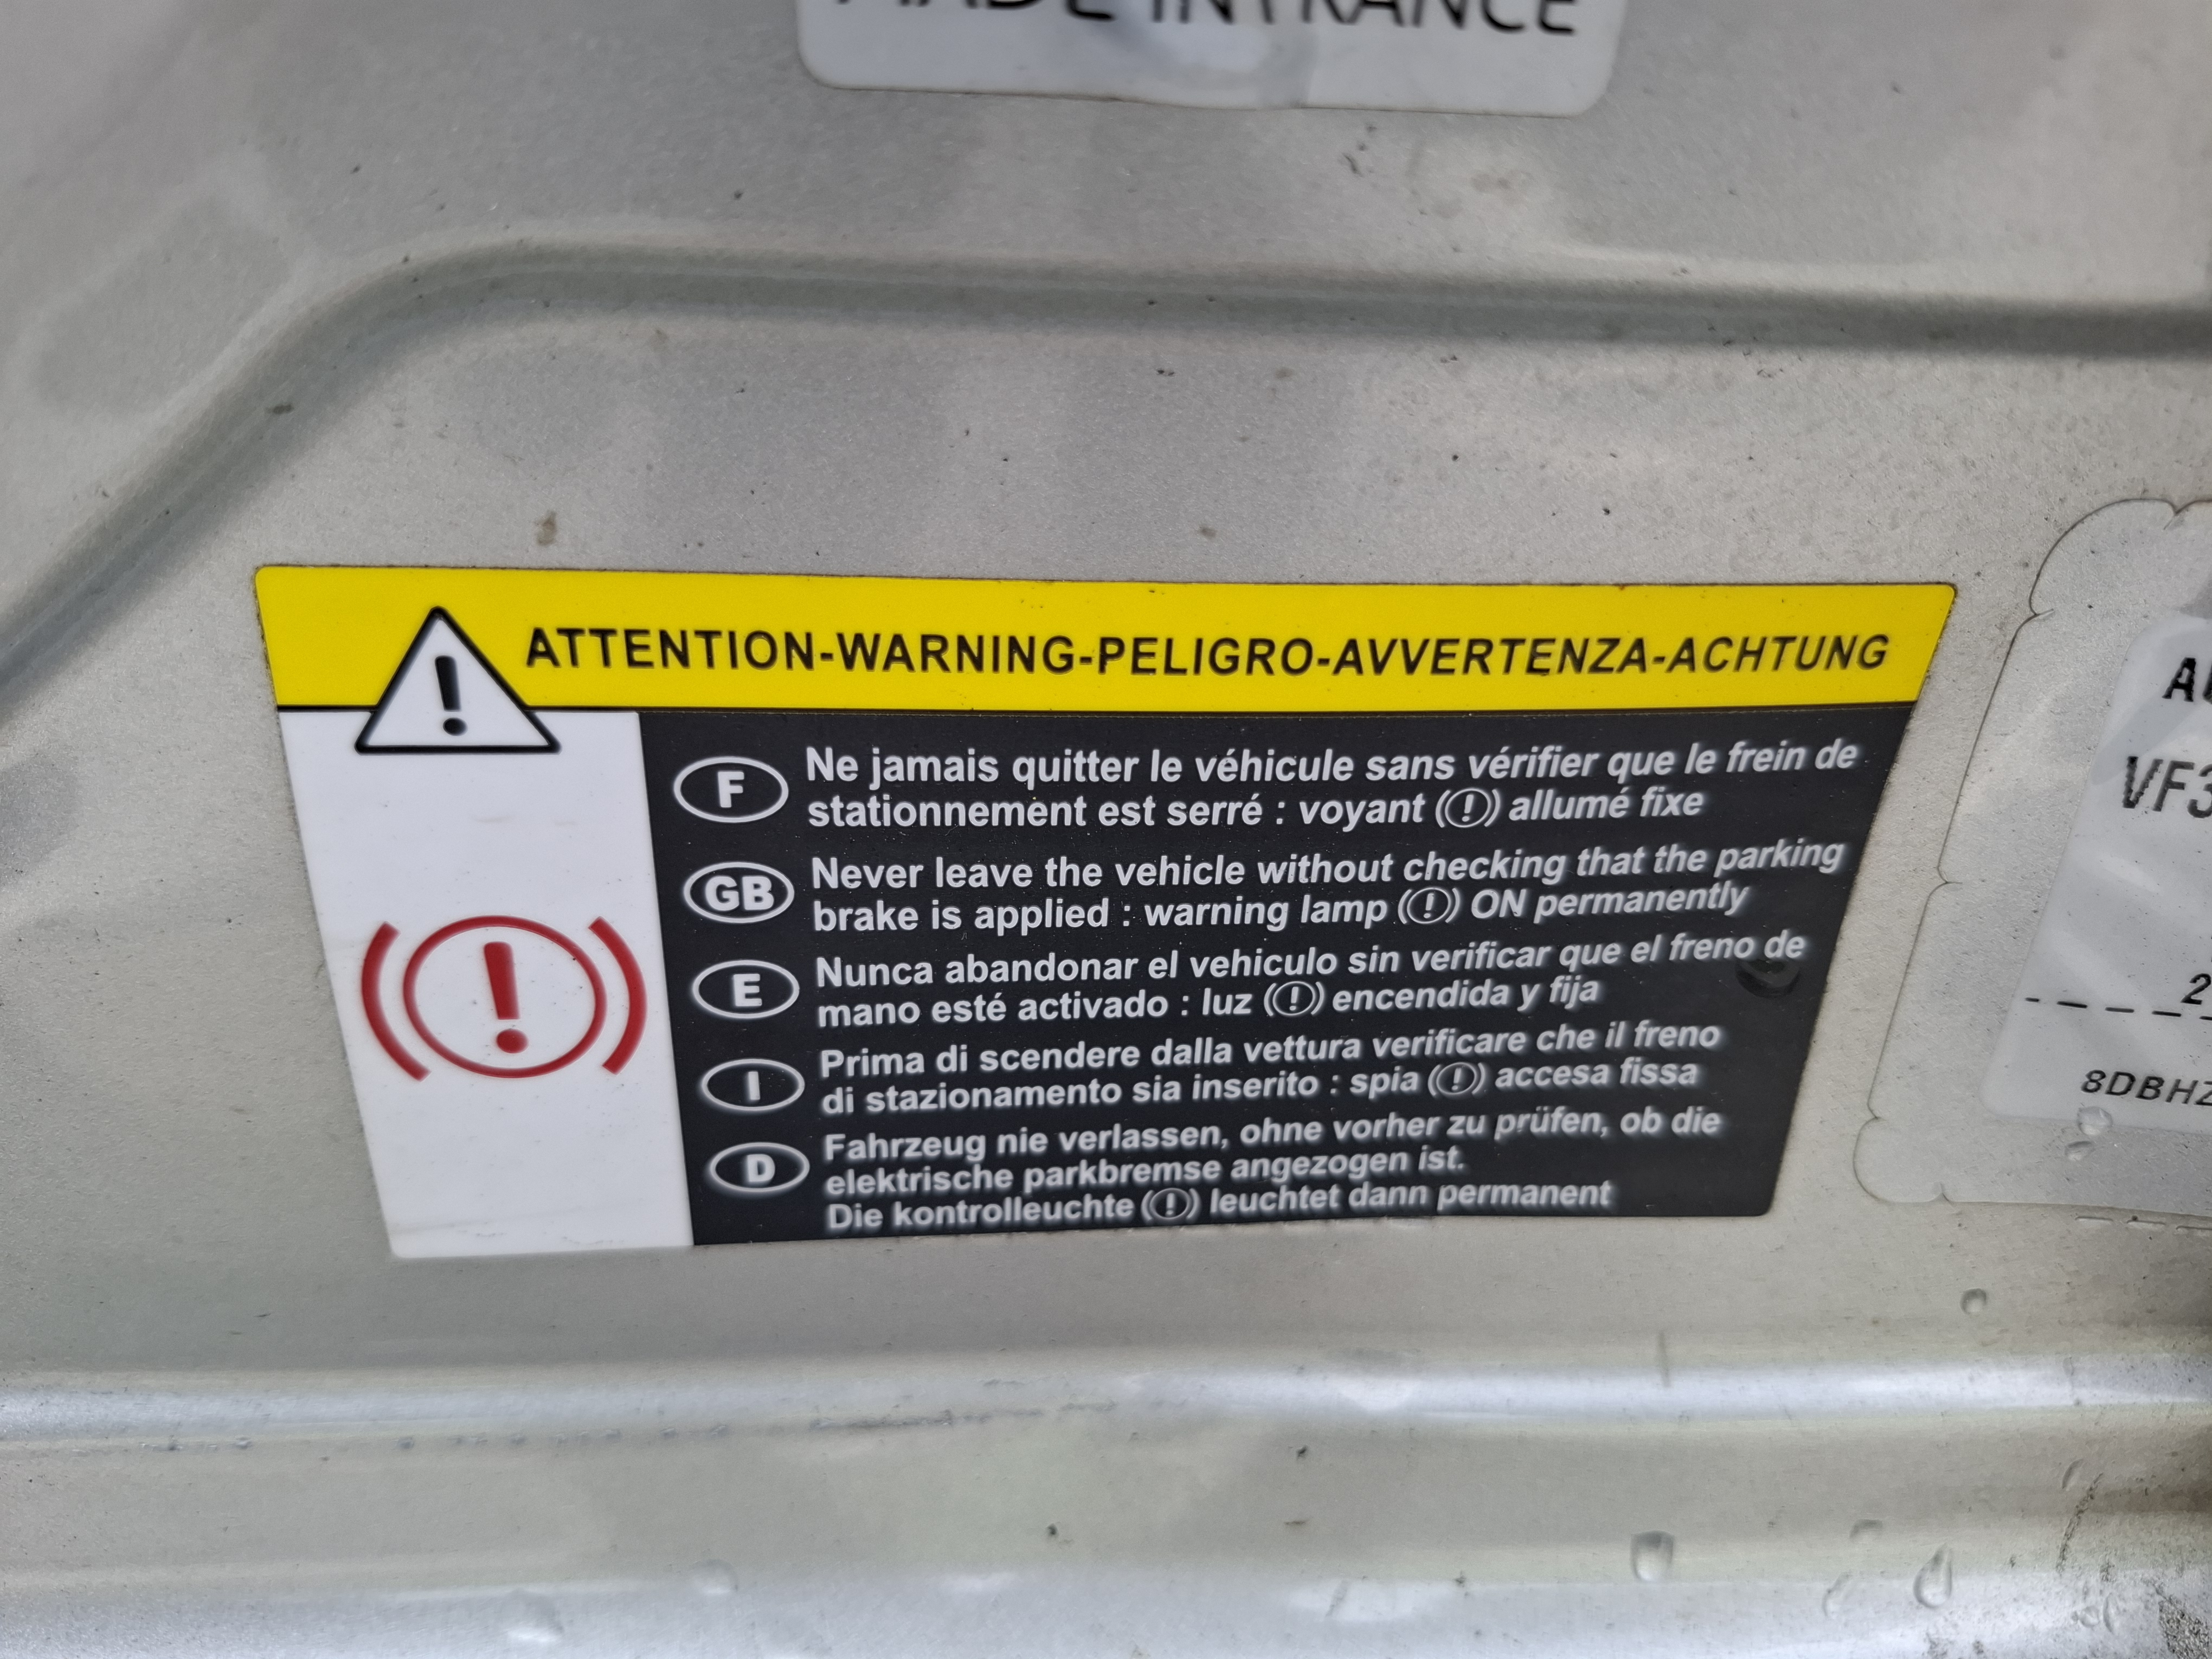 MADE IN FRANCE
ATTENTION-WARNING-PELIGRO-AVVERTENZA-ACHTUNG
F Ne jamais quitter le véhicule sans vérifier que le frein de
stationnement est serré : voyant (!) allumé fixe
GB Never leave the vehicle without checking that the parking
brake is applied : warning lamp (!) ON permanently
E Nunca abandonar el vehiculo sin verificar que el freno de
mano esté activado : luz (!) encendida y fija
I Prima di scendere dalla vettura verificare che il freno
di stazionamento sia inserito : spia (!) accesa fissa
D Fahrzeug nie verlassen, ohne vorher zu prüfen, ob die
elektrische parkbremse angezogen ist.
Die kontrolleuchte (!) leuchtet dann permanent
VF3
2
8DBHZ